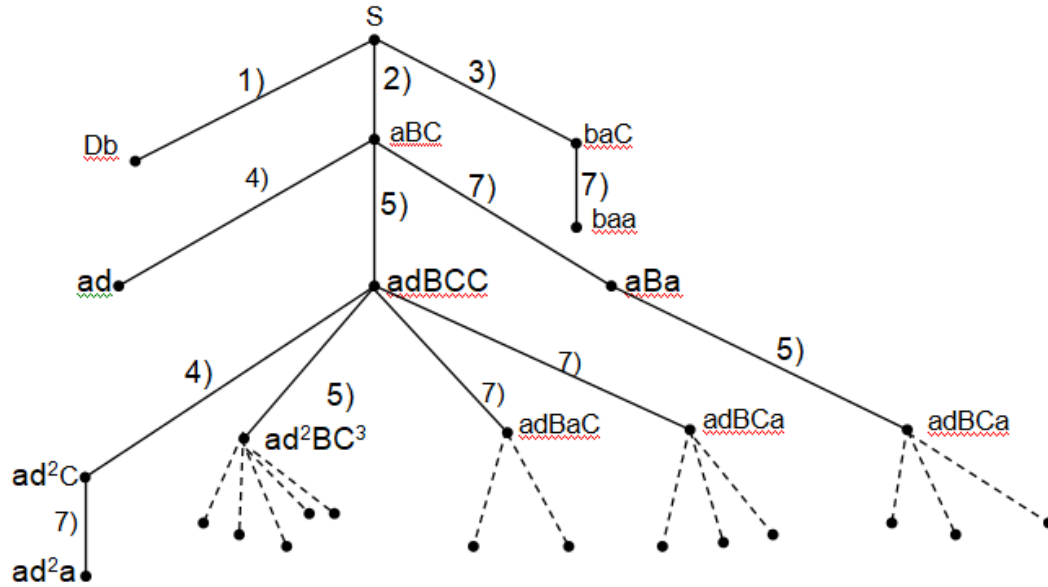 S
1)
2)
3)
Db
aBC
baC
4)
5)
7)
7)
baa
ad
adBCC
aBa
4)
5)
7)
7)
5)
ad²BC³
adBaC
adBCa
adBCa
ad²C
7)
ad²a